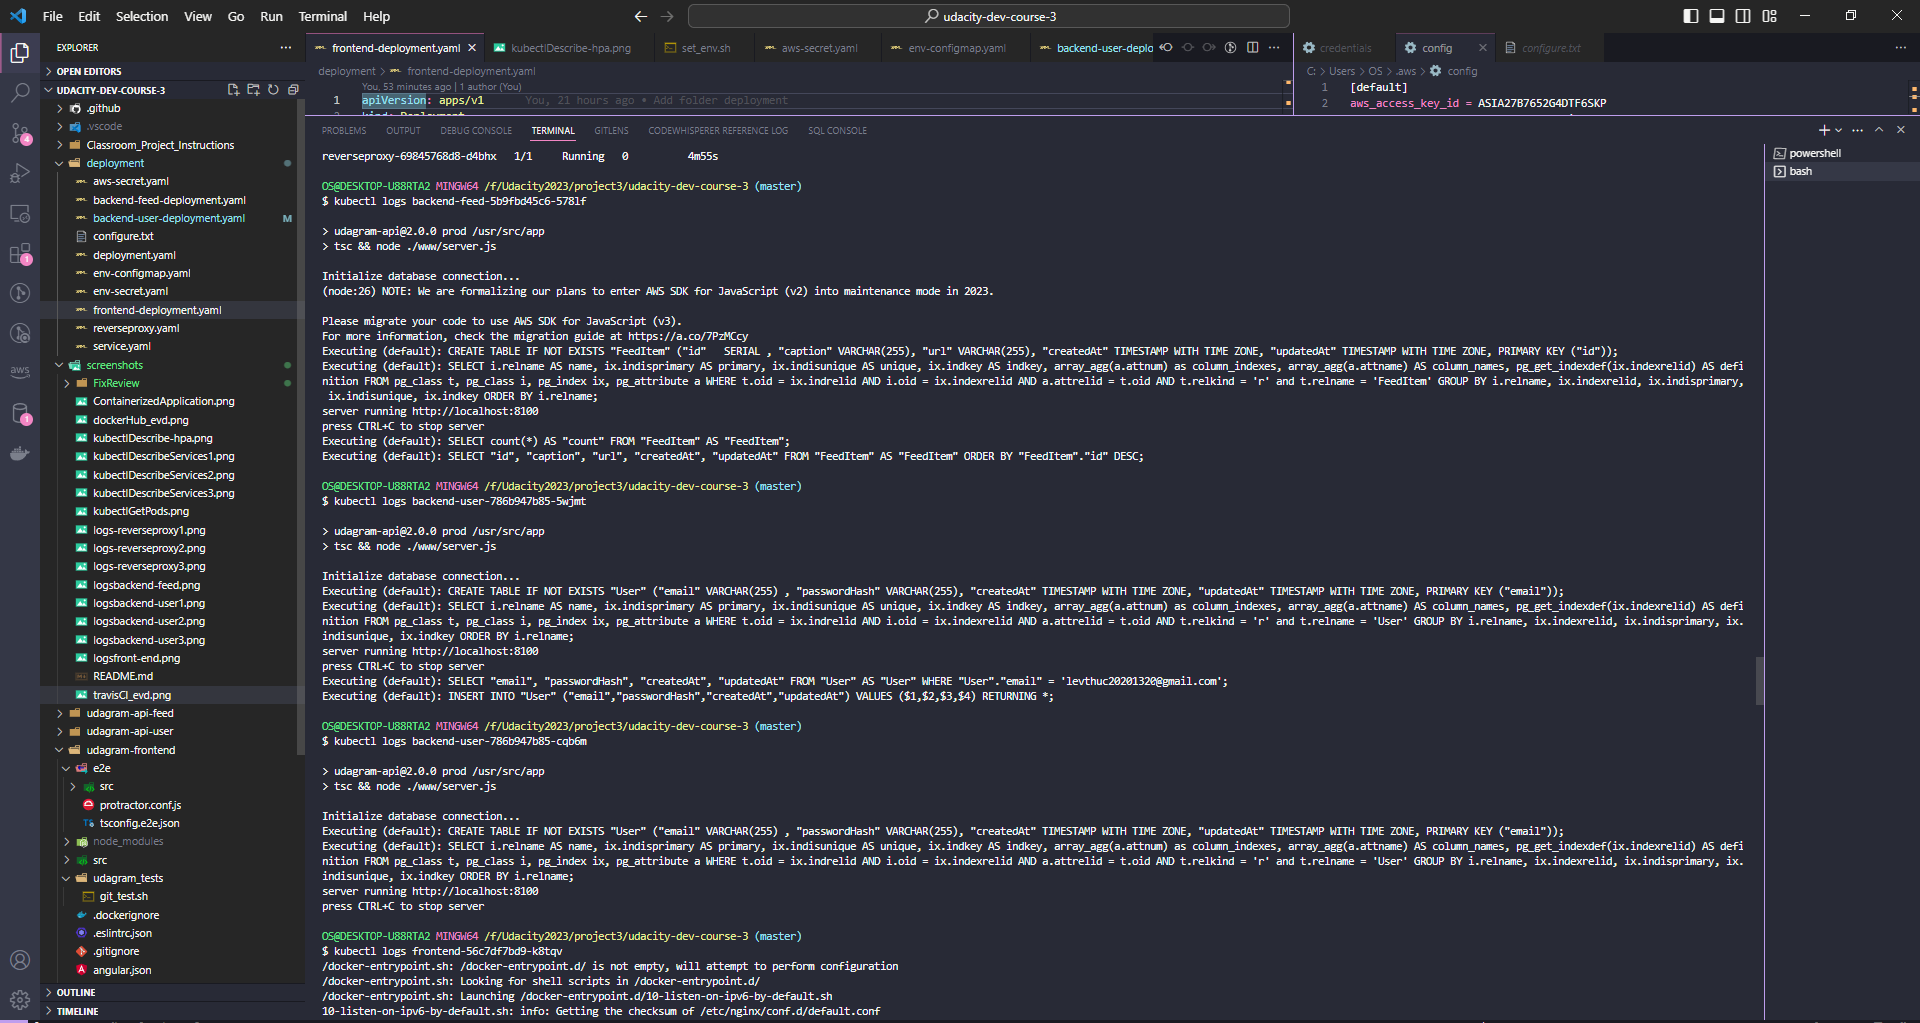 File Edit Selection View Go Run Terminal Help
udacity-dev-course-3
EXPLORER
OPEN EDITORS
UDACITY-DEV-COURSE-3
.github
.vscode
Classroom_Project_Instructions
deployment
aws-secret.yaml
backend-feed-deployment.yaml
backend-user-deployment.yaml M
configure.txt
deployment.yaml
env-configmap.yaml
env-secret.yaml
frontend-deployment.yaml
reverseproxy.yaml
service.yaml
screenshots
FixReview
ContainerizedApplication.png
dockerHub_evd.png
kubectlDescribe-hpa.png
kubectlDescribeServices1.png
kubectlDescribeServices2.png
kubectlDescribeServices3.png
kubectlGetPods.png
logs-reverseproxy1.png
logs-reverseproxy2.png
logs-reverseproxy3.png
logsbackend-feed.png
logsbackend-user1.png
logsbackend-user2.png
logsbackend-user3.png
logsfront-end.png
README.md
travisCI_evd.png
udagram-api-feed
udagram-api-user
udagram-frontend
e2e
src
protractor.conf.js
tsconfig.e2e.json
node_modules
src
udagram_tests
git_test.sh
.dockerignore
.eslintrc.json
.gitignore
angular.json
OUTLINE
TIMELINE
frontend-deployment.yaml kubectlDescribe-hpa.png set_env.sh aws-secret.yaml env-configmap.yaml backend-user-deplo
deployment > frontend-deployment.yaml
You, 53 minutes ago | 1 author (You)
1 apiVersion: apps/v1 You, 21 hours ago • Add folder deployment
kind: Deployment
credentials config configure.txt
C: > Users > OS > .aws > config
1 [default]
2 aws_access_key_id = ASIA27B7652G4DTF6SKP
PROBLEMS OUTPUT DEBUG CONSOLE TERMINAL GITLENS CODEWHISPERER REFERENCE LOG SQL CONSOLE
powershell
bash
reverseproxy-69845768d8-d4bhx 1/1 Running 0 4m55s
OS@DESKTOP-U88RTA2 MINGW64 /f/Udacity2023/project3/udacity-dev-course-3 (master)
$ kubectl logs backend-feed-5b9fbd45c6-578lf
> udagram-api@2.0.0 prod /usr/src/app
> tsc && node ./www/server.js
Initialize database connection...
(node:26) NOTE: We are formalizing our plans to enter AWS SDK for JavaScript (v2) into maintenance mode in 2023.
Please migrate your code to use AWS SDK for JavaScript (v3).
For more information, check the migration guide at https://a.co/7PzMCcy
Executing (default): CREATE TABLE IF NOT EXISTS "FeedItem" ("id" SERIAL , "caption" VARCHAR(255), "url" VARCHAR(255), "createdAt" TIMESTAMP WITH TIME ZONE, "updatedAt" TIMESTAMP WITH TIME ZONE, PRIMARY KEY ("id"));
Executing (default): SELECT i.relname AS name, ix.indisprimary AS primary, ix.indisunique AS unique, ix.indkey AS indkey, array_agg(a.attnum) as column_indexes, array_agg(a.attname) AS column_names, pg_get_indexdef(ix.indexrelid) AS defi
nition FROM pg_class t, pg_class i, pg_index ix, pg_attribute a WHERE t.oid = ix.indrelid AND i.oid = ix.indexrelid AND a.attrelid = t.oid AND t.relkind = 'r' and t.relname = 'FeedItem' GROUP BY i.relname, ix.indexrelid, ix.indisprimary,
ix.indisunique, ix.indkey ORDER BY i.relname;
server running http://localhost:8100
press CTRL+C to stop server
Executing (default): SELECT count(*) AS "count" FROM "FeedItem" AS "FeedItem";
Executing (default): SELECT "id", "caption", "url", "createdAt", "updatedAt" FROM "FeedItem" AS "FeedItem" ORDER BY "FeedItem"."id" DESC;
OS@DESKTOP-U88RTA2 MINGW64 /f/Udacity2023/project3/udacity-dev-course-3 (master)
$ kubectl logs backend-user-786b947b85-5wjmt
> udagram-api@2.0.0 prod /usr/src/app
> tsc && node ./www/server.js
Initialize database connection...
Executing (default): CREATE TABLE IF NOT EXISTS "User" ("email" VARCHAR(255) , "passwordHash" VARCHAR(255), "createdAt" TIMESTAMP WITH TIME ZONE, "updatedAt" TIMESTAMP WITH TIME ZONE, PRIMARY KEY ("email"));
Executing (default): SELECT i.relname AS name, ix.indisprimary AS primary, ix.indisunique AS unique, ix.indkey AS indkey, array_agg(a.attnum) as column_indexes, array_agg(a.attname) AS column_names, pg_get_indexdef(ix.indexrelid) AS defi
nition FROM pg_class t, pg_class i, pg_index ix, pg_attribute a WHERE t.oid = ix.indrelid AND i.oid = ix.indexrelid AND a.attrelid = t.oid AND t.relkind = 'r' and t.relname = 'User' GROUP BY i.relname, ix.indexrelid, ix.indisprimary, ix.
indisunique, ix.indkey ORDER BY i.relname;
server running http://localhost:8100
press CTRL+C to stop server
Executing (default): SELECT "email", "passwordHash", "createdAt", "updatedAt" FROM "User" AS "User" WHERE "User"."email" = 'levthuc20201320@gmail.com';
Executing (default): INSERT INTO "User" ("email","passwordHash","createdAt","updatedAt") VALUES ($1,$2,$3,$4) RETURNING *;
OS@DESKTOP-U88RTA2 MINGW64 /f/Udacity2023/project3/udacity-dev-course-3 (master)
$ kubectl logs backend-user-786b947b85-cqb6m
> udagram-api@2.0.0 prod /usr/src/app
> tsc && node ./www/server.js
Initialize database connection...
Executing (default): CREATE TABLE IF NOT EXISTS "User" ("email" VARCHAR(255) , "passwordHash" VARCHAR(255), "createdAt" TIMESTAMP WITH TIME ZONE, "updatedAt" TIMESTAMP WITH TIME ZONE, PRIMARY KEY ("email"));
Executing (default): SELECT i.relname AS name, ix.indisprimary AS primary, ix.indisunique AS unique, ix.indkey AS indkey, array_agg(a.attnum) as column_indexes, array_agg(a.attname) AS column_names, pg_get_indexdef(ix.indexrelid) AS defi
nition FROM pg_class t, pg_class i, pg_index ix, pg_attribute a WHERE t.oid = ix.indrelid AND i.oid = ix.indexrelid AND a.attrelid = t.oid AND t.relkind = 'r' and t.relname = 'User' GROUP BY i.relname, ix.indexrelid, ix.indisprimary, ix.
indisunique, ix.indkey ORDER BY i.relname;
server running http://localhost:8100
press CTRL+C to stop server
OS@DESKTOP-U88RTA2 MINGW64 /f/Udacity2023/project3/udacity-dev-course-3 (master)
$ kubectl logs frontend-56c7df7bd9-k8tqv
/docker-entrypoint.sh: /docker-entrypoint.d/ is not empty, will attempt to perform configuration
/docker-entrypoint.sh: Looking for shell scripts in /docker-entrypoint.d/
/docker-entrypoint.sh: Launching /docker-entrypoint.d/10-listen-on-ipv6-by-default.sh
10-listen-on-ipv6-by-default.sh: info: Getting the checksum of /etc/nginx/conf.d/default.conf